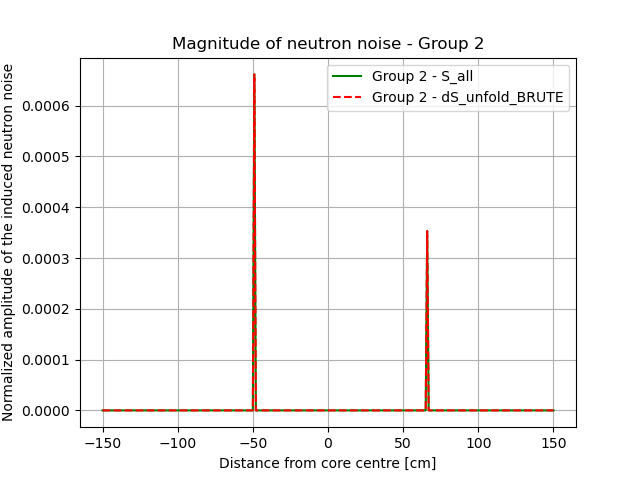 Magnitude of neutron noise - Group 2
Group 2 - S_all
Group 2 - dS_unfold_BRUTE
Normalized amplitude of the induced neutron noise
0.0006
0.0005
0.0004
0.0003
0.0002
0.0001
0.0000
−150 −100 −50 0 50 100 150
Distance from core centre [cm]